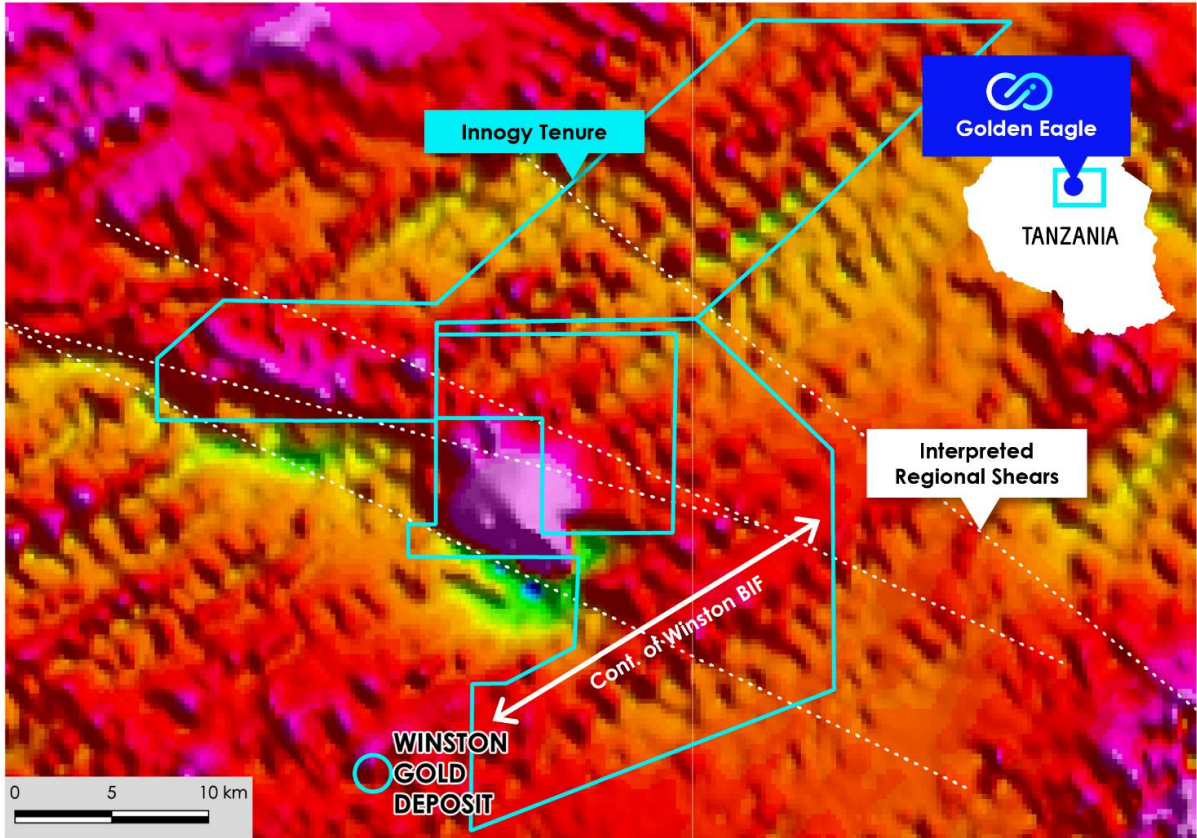 Innogy Tenure
Golden Eagle
TANZANIA
Interpreted
Regional Shears
Cont. of Winston BIF
WINSTON
GOLD
DEPOSIT
0 5 10 km